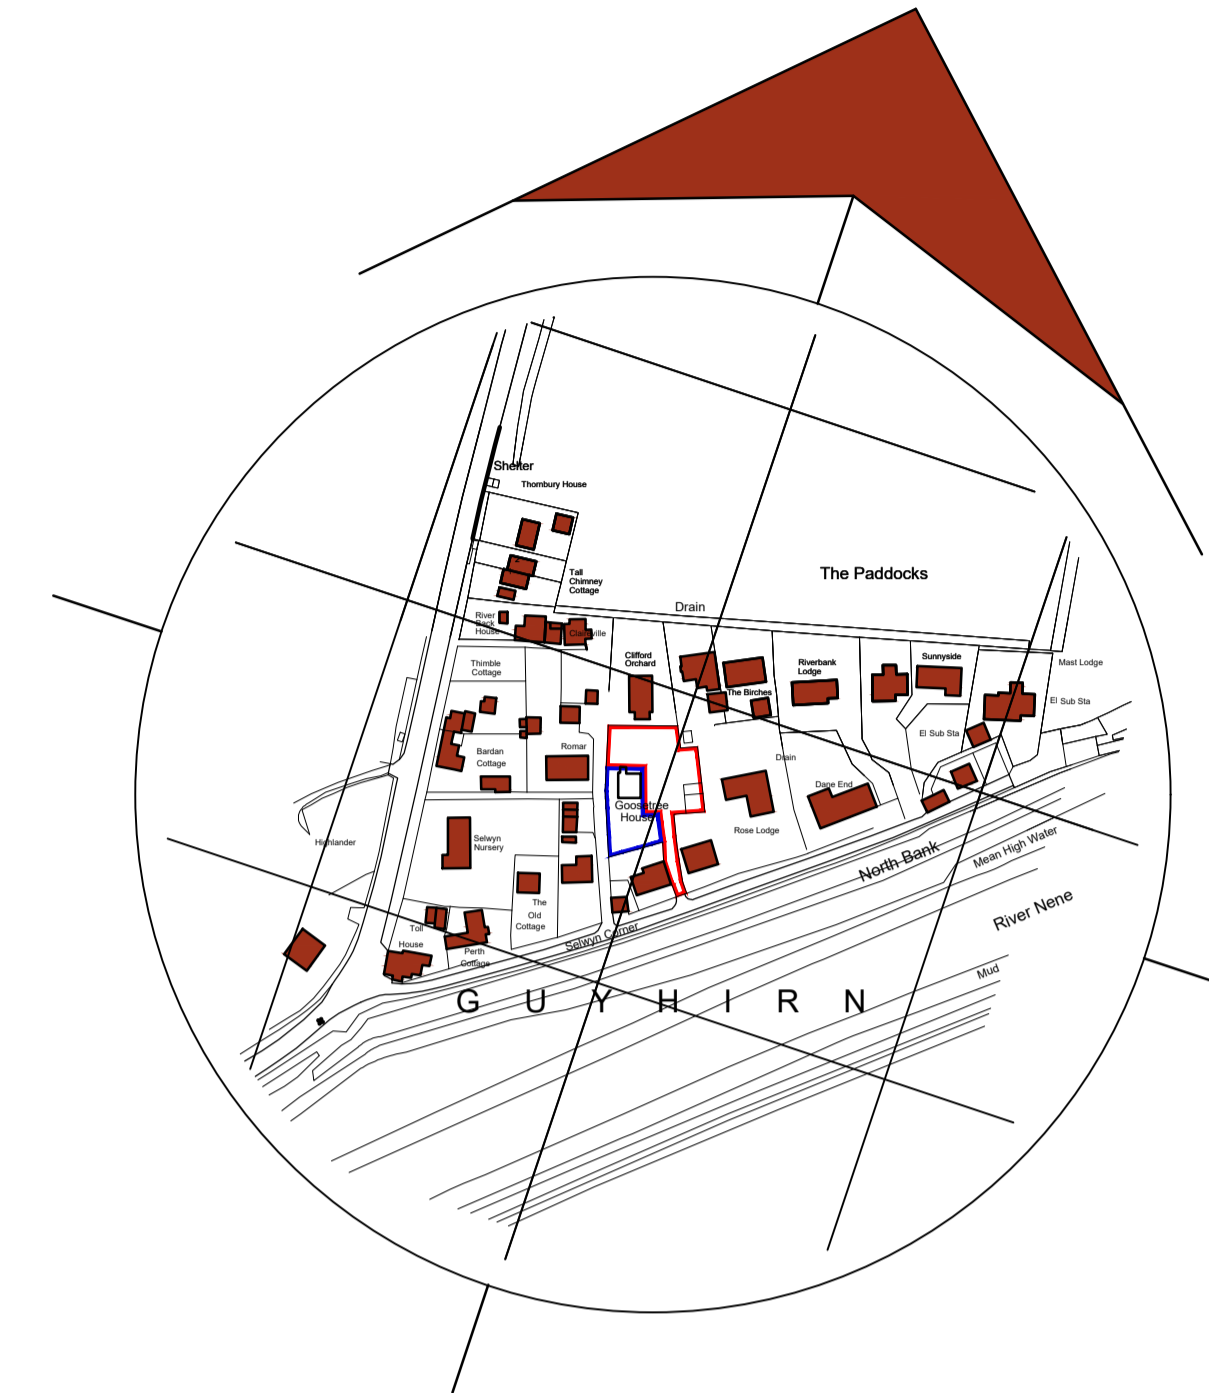 Shelter
Thornbury House
Tall
Chimney
Cottage
The Paddocks
Drain
River
Back
House
Clairville
Clifford
Orchard
Thimble
Cottage
The Birches
Riverbank
Lodge
Sunnyside
Mast Lodge
El Sub Sta
El Sub Sta
Romar
Bardan
Cottage
Drain
Dane End
Goosetree
House
Rose Lodge
Highlander
Selwyn
Nursery
North Bank
Mean High Water
River Nene
The
Old
Cottage
Toll
House
Perth
Cottage
Selwyn Corner
Mud
G U Y H I R N